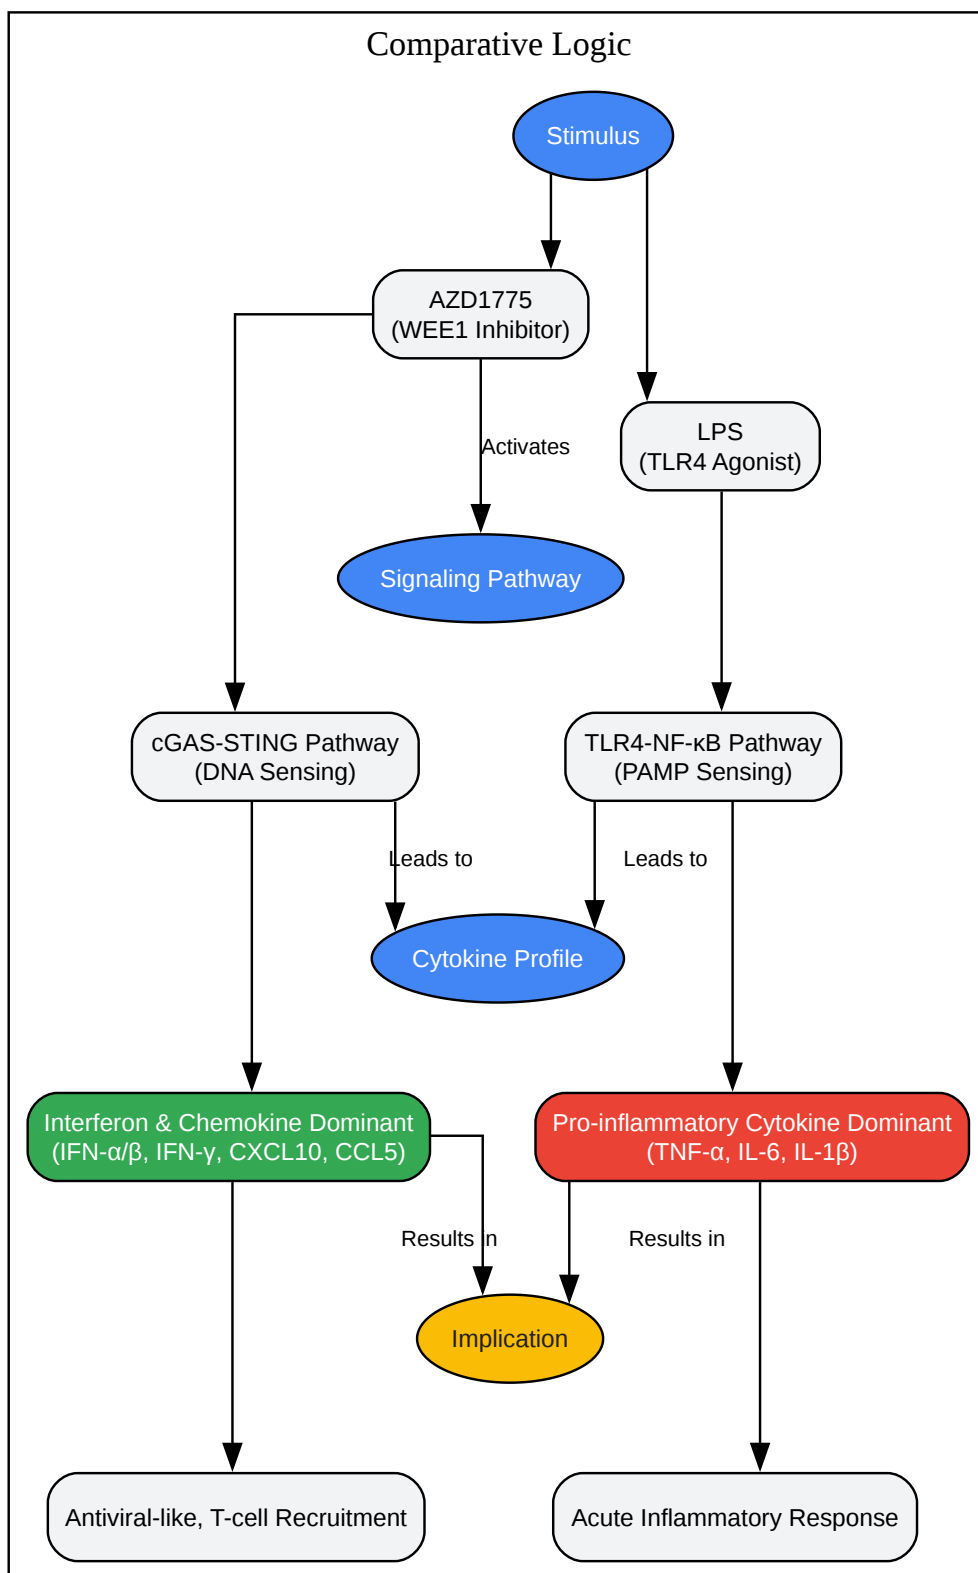 Comparative Logic
Stimulus
AZD1775
(WEE1 Inhibitor)
LPS
(TLR4 Agonist)
Activates
Signaling Pathway
cGAS-STING Pathway
(DNA Sensing)
TLR4-NF-κB Pathway
(PAMP Sensing)
Leads to
Leads to
Cytokine Profile
Interferon & Chemokine Dominant
(IFN-α/β, IFN-γ, CXCL10, CCL5)
Pro-inflammatory Cytokine Dominant
(TNF-α, IL-6, IL-1β)
Results in
Results in
Implication
Antiviral-like, T-cell Recruitment
Acute Inflammatory Response